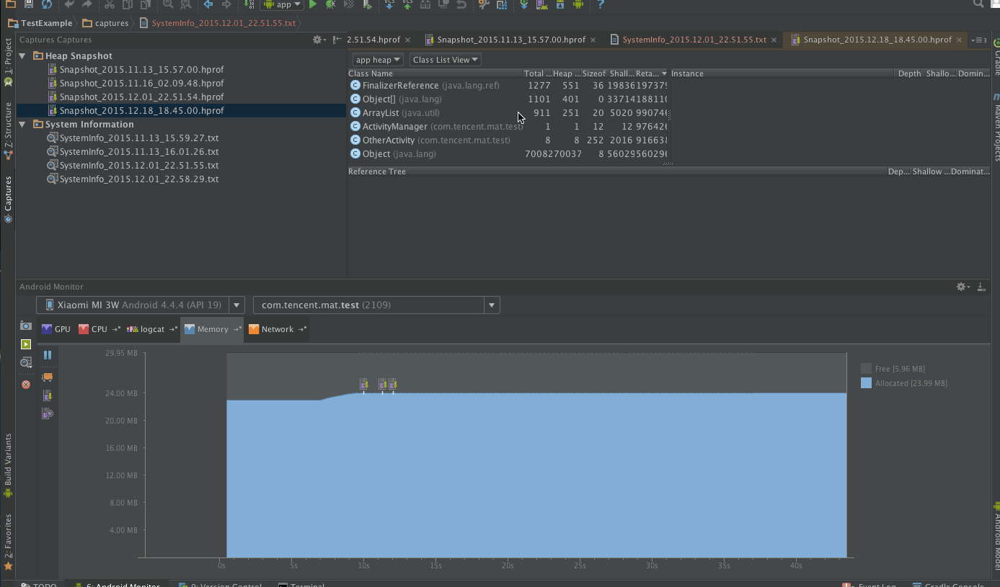 app
TestExample captures SystemInfo_2015.12.01_22.51.55.txt
Captures Captures
2.51.54.hprof Snapshot_2015.11.13_15.57.00.hprof SystemInfo_2015.12.01_22.51.55.txt Snapshot_2015.12.18_18.45.00.hprof
Heap Snapshot
Snapshot_2015.11.13_15.57.00.hprof
Snapshot_2015.11.16_02.09.48.hprof
Snapshot_2015.12.01_22.51.54.hprof
Snapshot_2015.12.18_18.45.00.hprof
System Information
SystemInfo_2015.11.13_15.59.27.txt
SystemInfo_2015.11.13_16.01.26.txt
SystemInfo_2015.12.01_22.51.55.txt
SystemInfo_2015.12.01_22.58.29.txt
app heap Class List View
Class Name Total ... Heap ... Sizeof Shall... Reta... Instance Depth Shallo... Domin...
FinalizerReference (java.lang.ref) 1277 551 36 19836 197379
Object[] (java.lang) 1101 401 0 33714 188110
ArrayList (java.util) 911 251 20 5020 990746
ActivityManager (com.tencent.mat.test) 1 1 12 12 976426
OtherActivity (com.tencent.mat.test) 8 8 252 2016 916638
Object (java.lang) 70082 70037 8 56029 560296
Reference Tree Dep... Shallow ... Dominat...
1: Project
Z: Structure
Captures
Build Variants
2: Favorites
Gradle
Maven Projects
Android Model
Android Monitor
Xiaomi MI 3W Android 4.4.4 (API 19) com.tencent.mat.test (2109)
GPU CPU logcat Memory Network
29.95 MB
24.00 MB
20.00 MB
16.00 MB
12.00 MB
8.00 MB
4.00 MB
0s 5s 10s 15s 20s 25s 30s 35s 40s
Free [5.96 MB]
Allocated [23.99 MB]
TODO 6: Android Monitor 9: Version Control Terminal Event Log Gradle Console